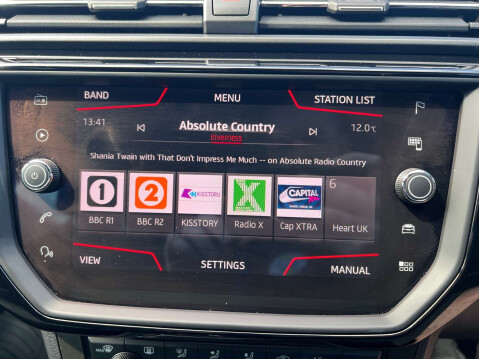 BAND
MENU
STATION LIST
13:41
Absolute Country
12.0°C
Inverness
Shania Twain with That Don't Impress Me Much -- on Absolute Radio Country
1
2
KISSTORY
X
CAPITAL
6
BBC R1
BBC R2
KISSTORY
Radio X
Cap XTRA
Heart UK
VIEW
SETTINGS
MANUAL